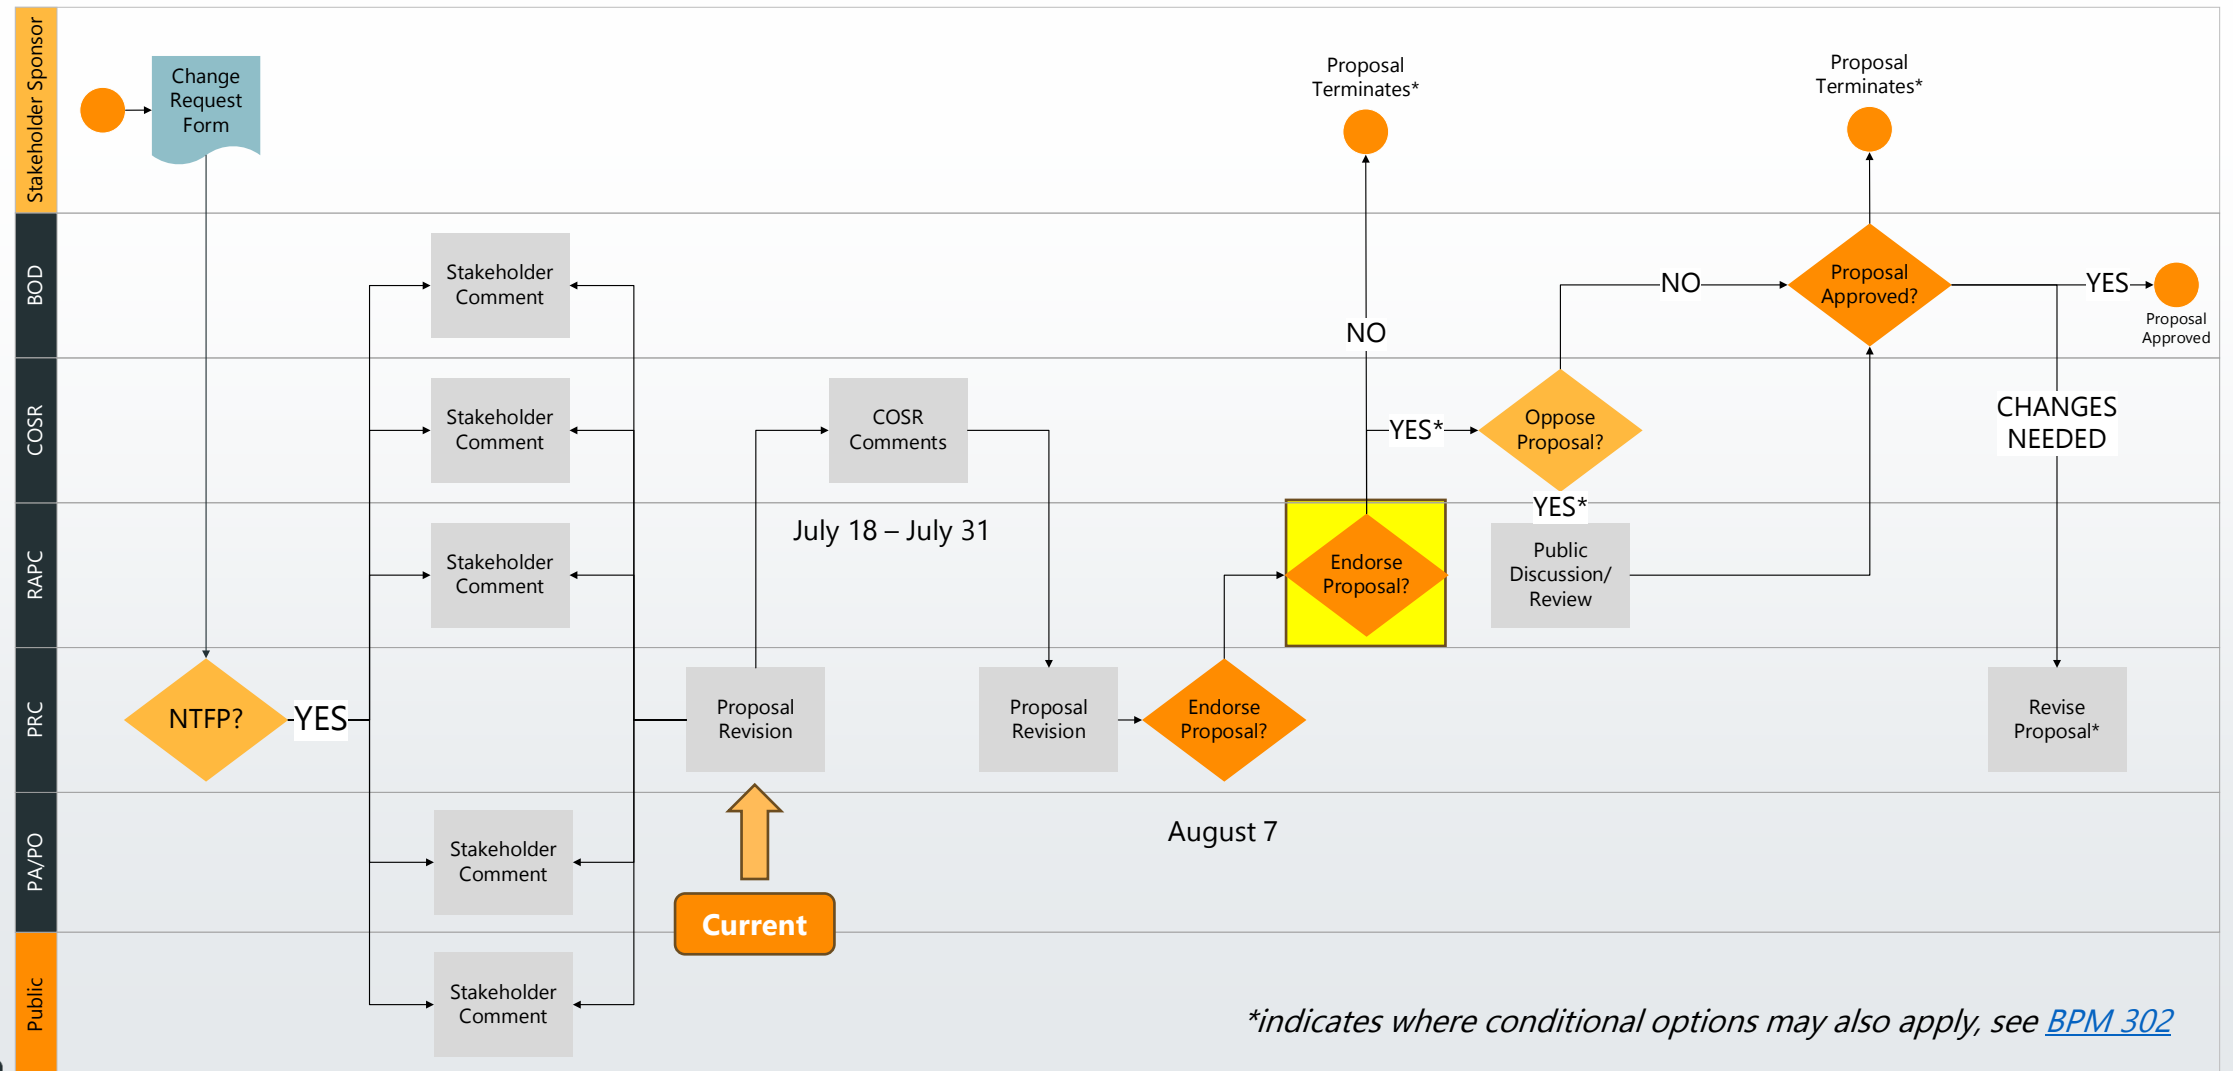 Stakeholder Sponsor
Change
Request
Form
Proposal
Terminates*
Proposal
Terminates*
BOD
Stakeholder
Comment
NO
NO
Proposal
Approved?
YES
Proposal
Approved
COSR
Stakeholder
Comment
COSR
Comments
YES*
Oppose
Proposal?
CHANGES
NEEDED
RAPC
Stakeholder
Comment
July 18 – July 31
Endorse
Proposal?
YES*
Public
Discussion/
Review
PRC
NTFP?
YES
Proposal
Revision
Proposal
Revision
Endorse
Proposal?
Revise
Proposal*
PA/PO
Stakeholder
Comment
August 7
Current
Public
Stakeholder
Comment
*indicates where conditional options may also apply, see BPM 302